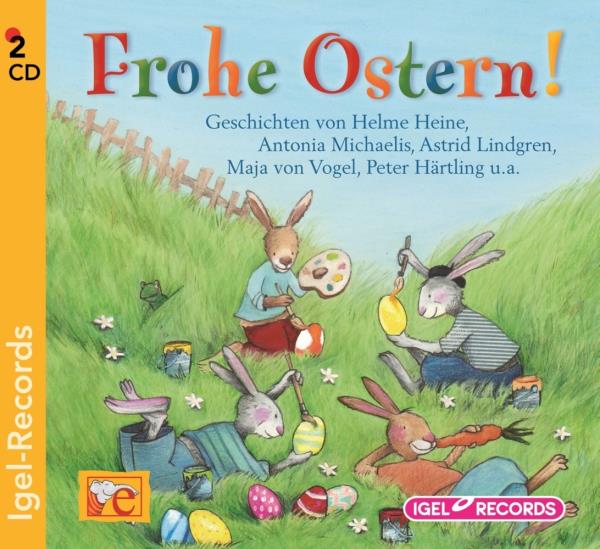 2
CD
Frohe Ostern!
Geschichten von Helme Heine,
Antonia Michaelis, Astrid Lindgren,
Maja von Vogel, Peter Härtling u.a.
Igel-Records
e
IGEL RECORDS